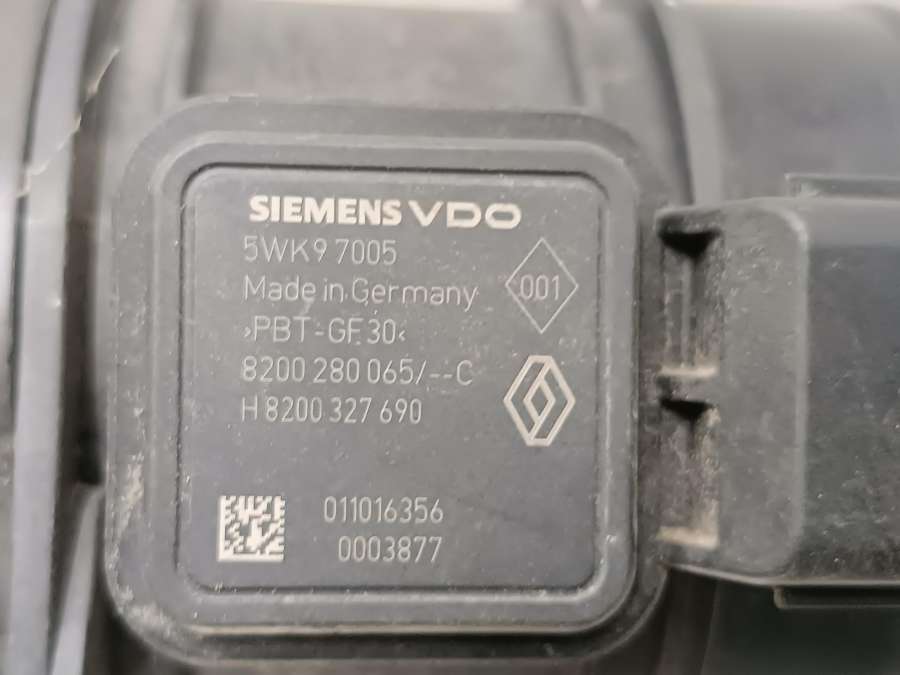 SIEMENS VDO
5WK9 7005
Made in Germany
001
›PBT-GF30‹
8200 280 065/--C
H 8200 327 690
011016356
0003877